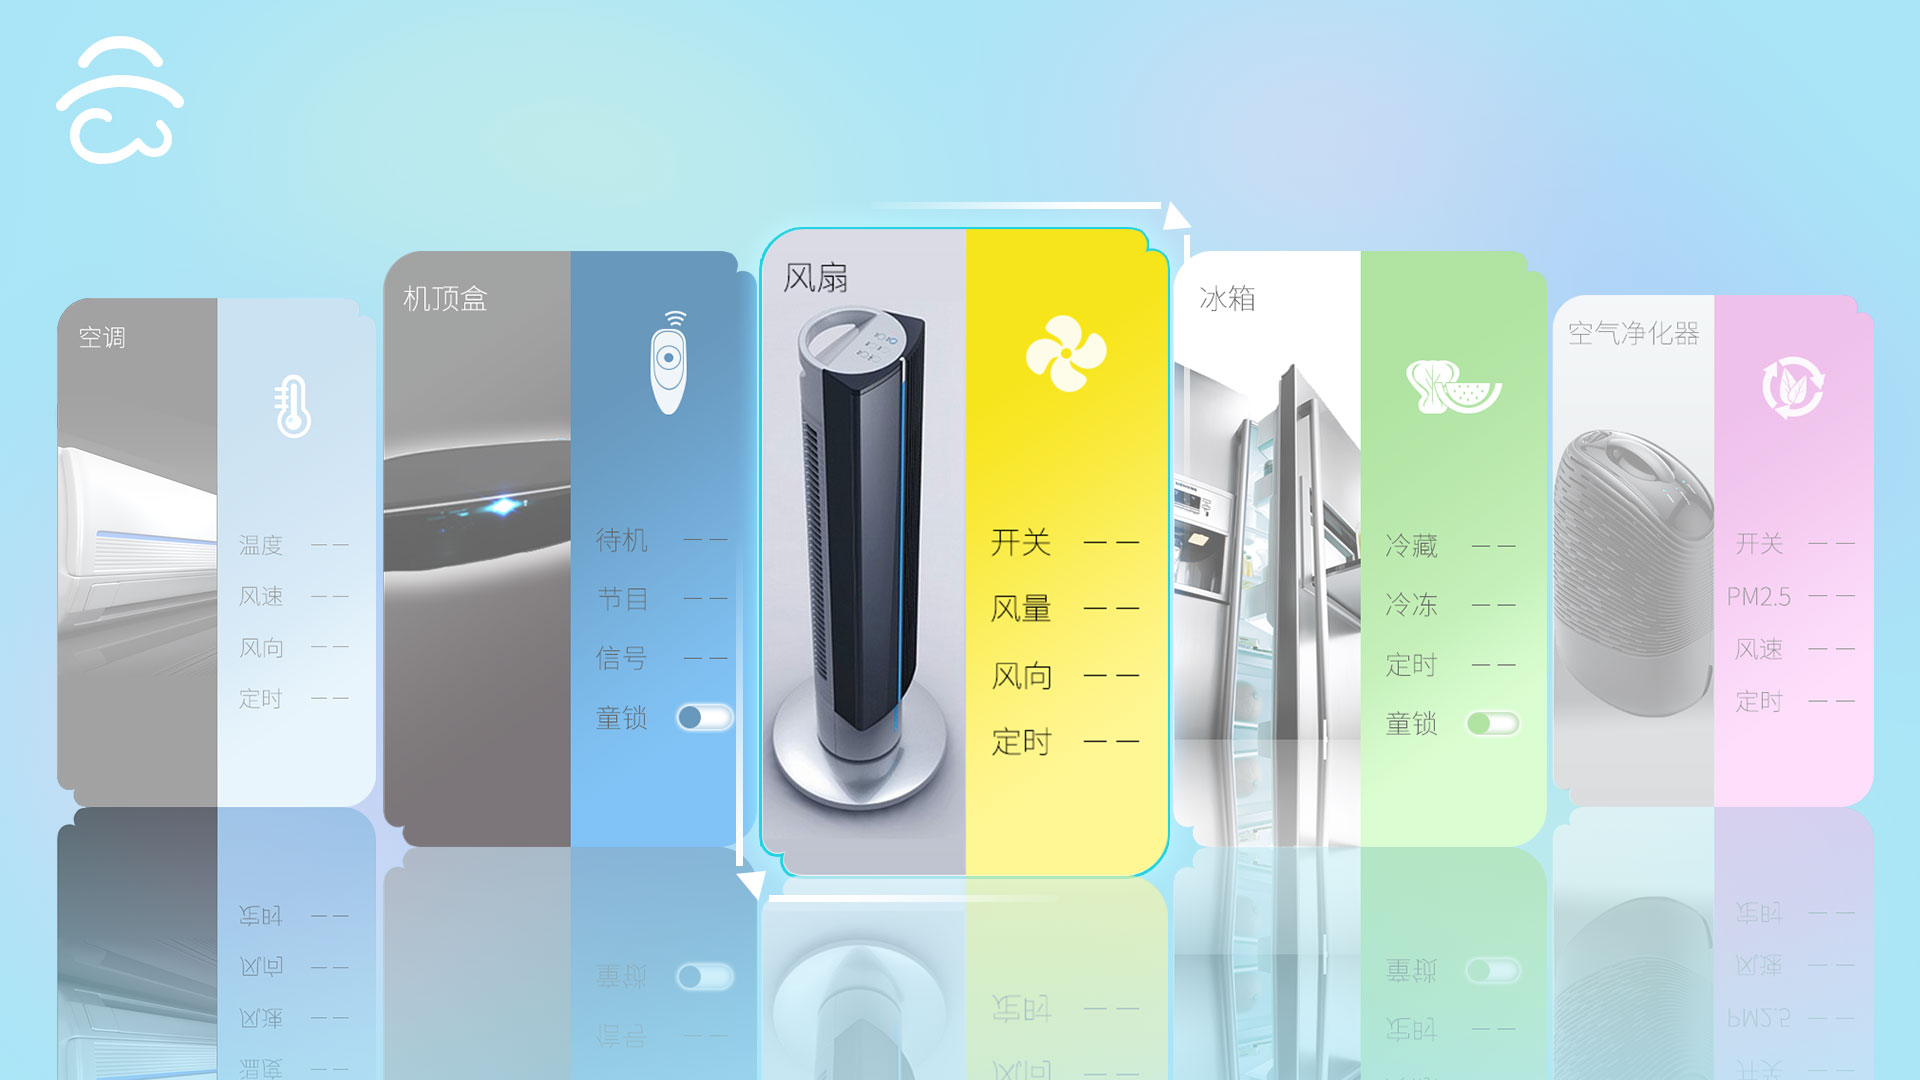 空调
温度 — —
风速 — —
风向 — —
定时 — —
机顶盒
待机 — —
节目 — —
信号 — —
童锁
风扇
开关 — —
风量 — —
风向 — —
定时 — —
冰箱
冷藏 — —
冷冻 — —
定时 — —
童锁
空气净化器
开关 — —
PM2.5 — —
风速 — —
定时 — —